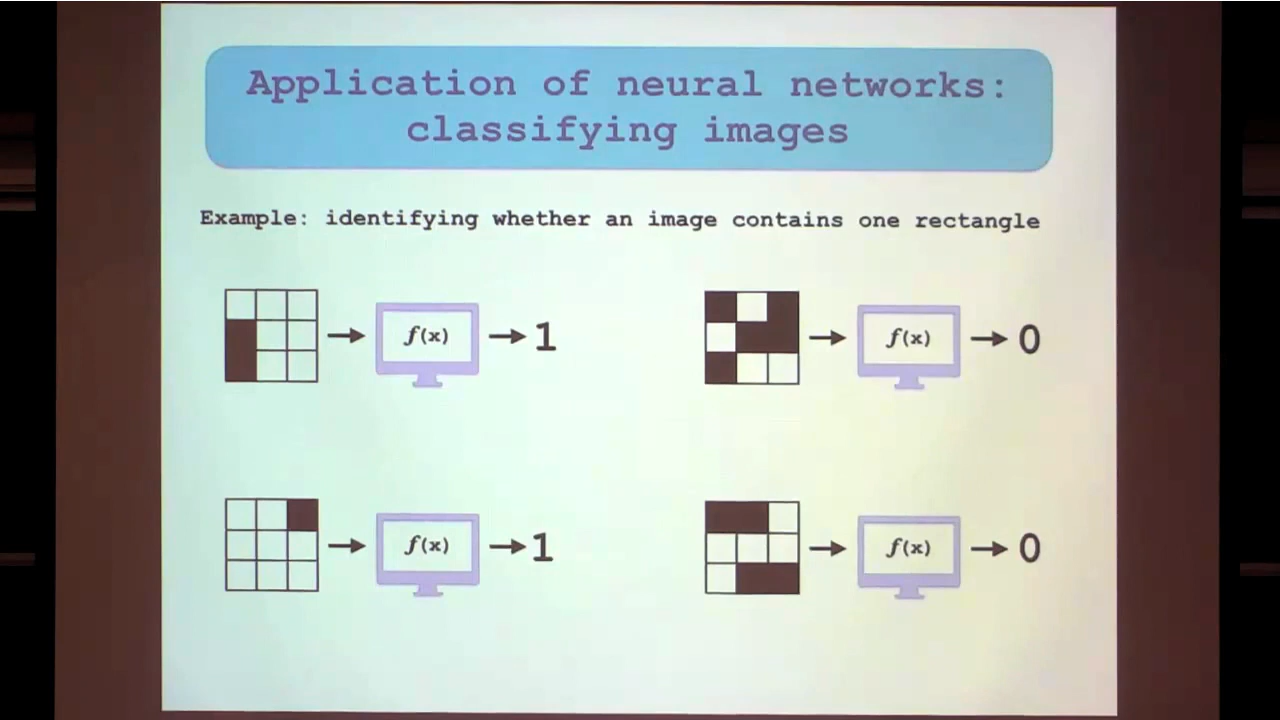 Application of neural networks:
classifying images
Example: identifying whether an image contains one rectangle
f(x) 1
f(x) 0
f(x) 1
f(x) 0